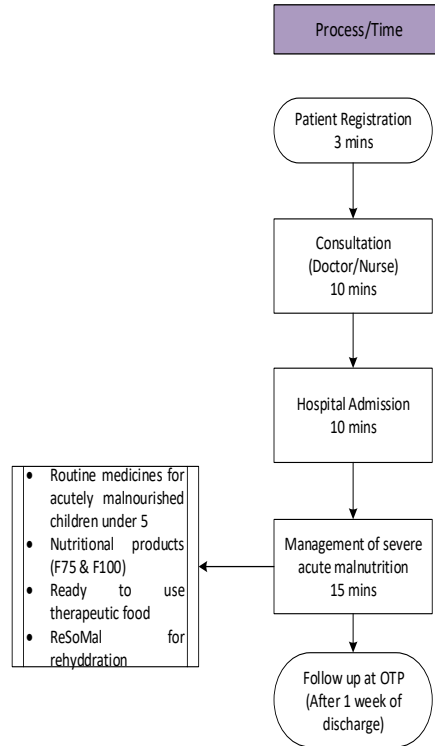 Process/Time
Patient Registration
3 mins
Consultation
(Doctor/Nurse)
10 mins
Hospital Admission
10 mins
• Routine medicines for
acutely malnourished
children under 5
• Nutritional products
(F75 & F100)
• Ready to use
therapeutic food
• ReSoMal for
rehyddration
Management of severe
acute malnutrition
15 mins
Follow up at OTP
(After 1 week of
discharge)